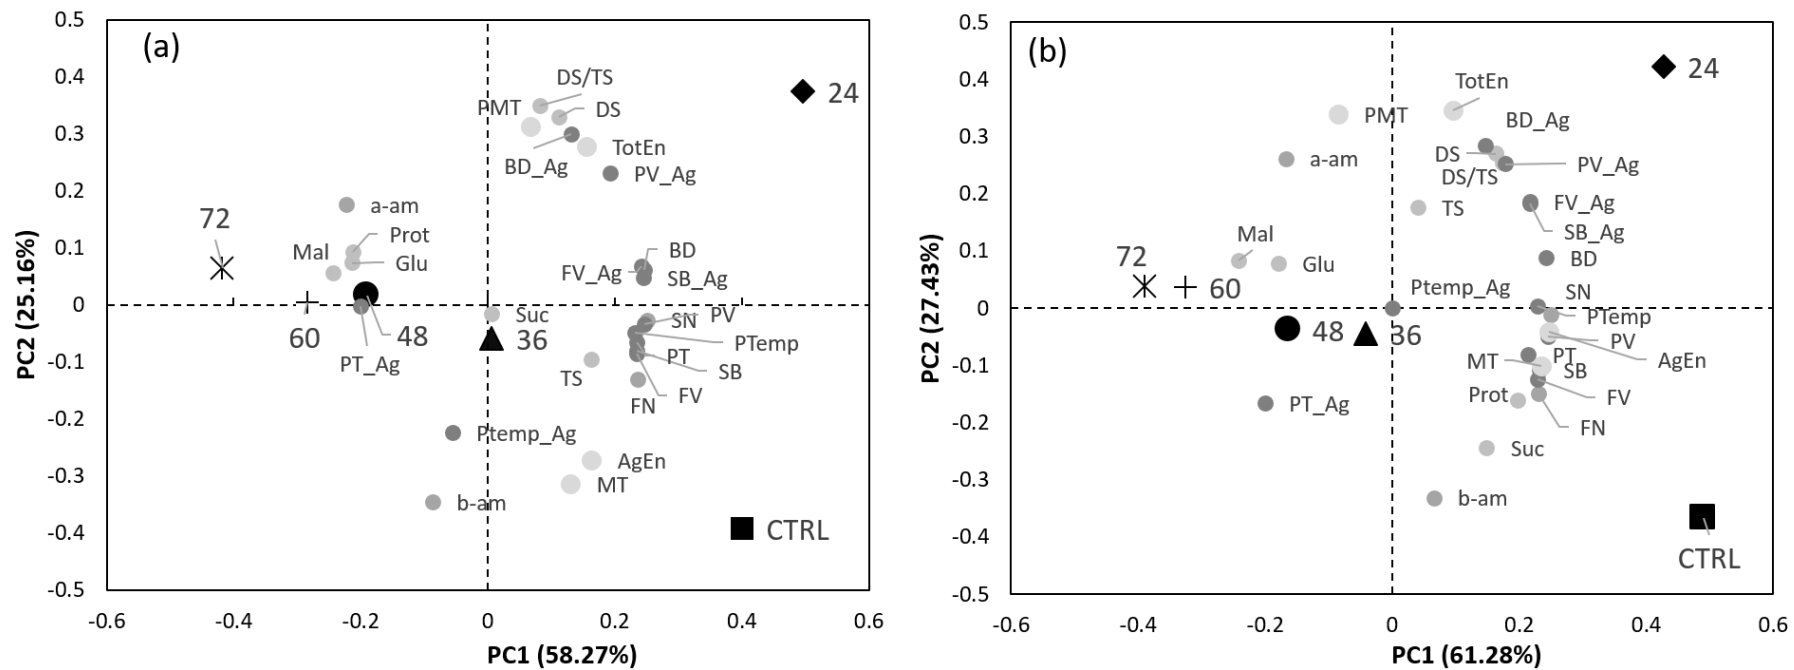 (a)
0.5
0.4
0.3
0.2
0.1
0
-0.1
-0.2
-0.3
-0.4
-0.5
PC2 (25.16%)
DS/TS
PMT
DS
24
BD_Ag
TotEn
PV_Ag
72
a-am
Prot
Mal
Glu
BD
FV_Ag
SB_Ag
60
48
PT_Ag
Suc
36
SN
PV
PTemp
PT
SB
TS
FN
FV
Ptemp_Ag
AgEn
MT
b-am
CTRL
-0.6
-0.4
-0.2
0
0.2
0.4
0.6
PC1 (58.27%)
(b)
0.5
0.4
0.3
0.2
0.1
0
-0.1
-0.2
-0.3
-0.4
-0.5
PC2 (27.43%)
24
TotEn
PMT
BD_Ag
a-am
DS
PV_Ag
DS/TS
TS
FV_Ag
SB_Ag
Mal
72
Glu
BD
60
Ptemp_Ag
SN
PTemp
48
36
PV
MT
PT
AgEn
SB
Prot
FV
PT_Ag
FN
Suc
b-am
CTRL
-0.6
-0.4
-0.2
0
0.2
0.4
0.6
PC1 (61.28%)